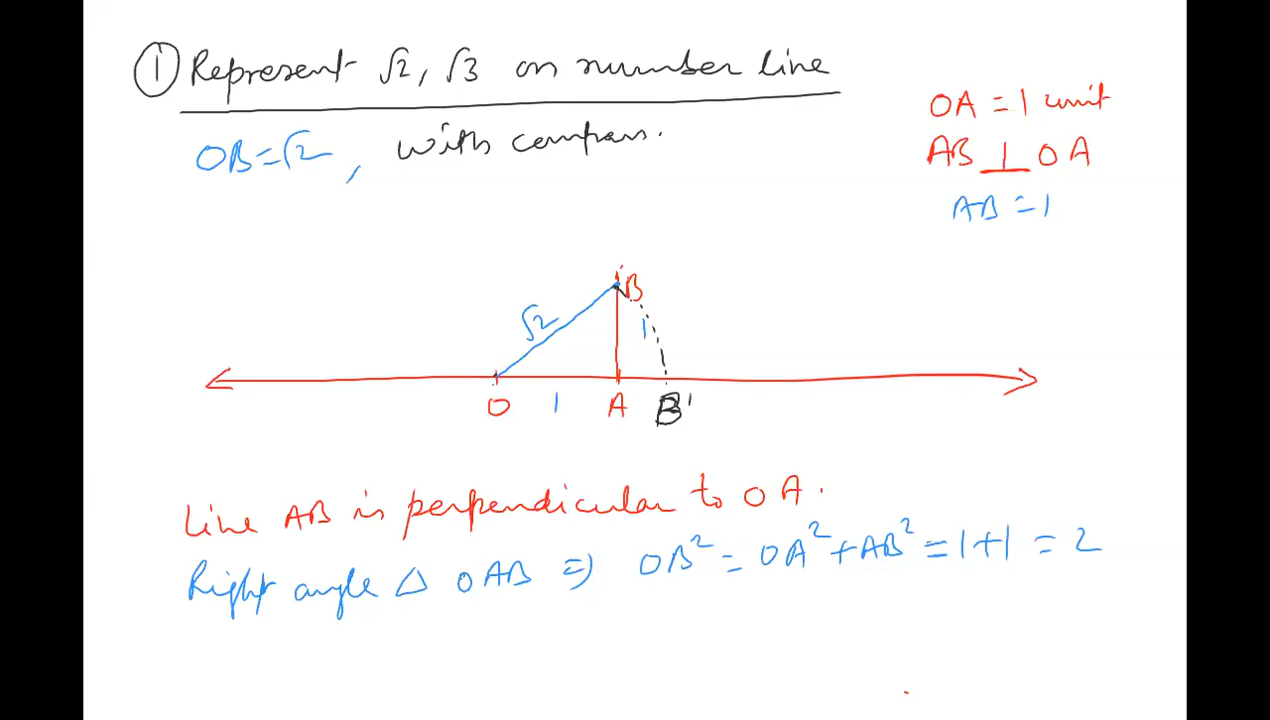 ① Represent √2, √3 on number line
OB=√2, with compass.
OA = 1 unit
AB ⊥ OA
AB = 1
B
√2
1
O 1 A B'
Line AB is perpendicular to OA.
Right angle △ OAB ⇒ OB² = OA² + AB² = 1+1 = 2